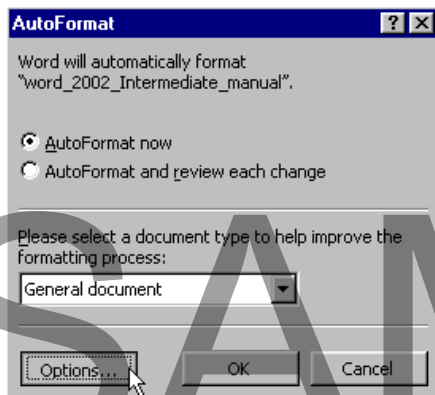 AutoFormat
Word will automatically format
"word_2002_Intermediate_manual".
AutoFormat now
AutoFormat and review each change
Please select a document type to help improve the
formatting process:
General document
Options...
OK
Cancel
SAM